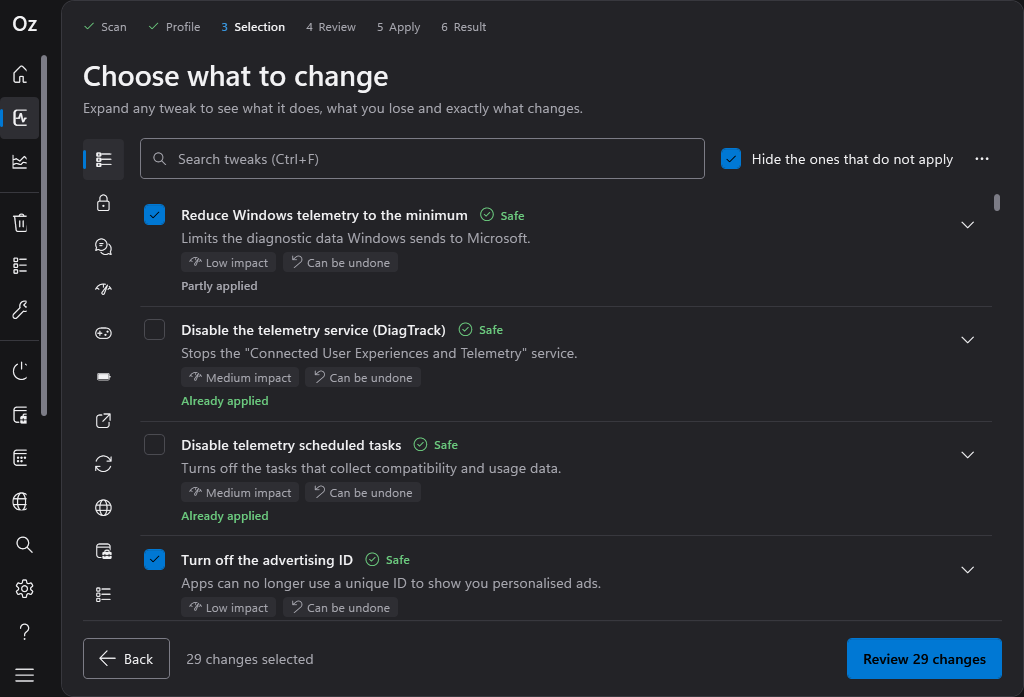 Oz
Scan
Profile
3 Selection
4 Review
5 Apply
6 Result
Choose what to change
Expand any tweak to see what it does, what you lose and exactly what changes.
Search tweaks (Ctrl+F)
Hide the ones that do not apply
Reduce Windows telemetry to the minimum
Safe
Limits the diagnostic data Windows sends to Microsoft.
Low impact
Can be undone
Partly applied
Disable the telemetry service (DiagTrack)
Safe
Stops the "Connected User Experiences and Telemetry" service.
Medium impact
Can be undone
Already applied
Disable telemetry scheduled tasks
Safe
Turns off the tasks that collect compatibility and usage data.
Medium impact
Can be undone
Already applied
Turn off the advertising ID
Safe
Apps can no longer use a unique ID to show you personalised ads.
Low impact
Can be undone
Back
29 changes selected
Review 29 changes